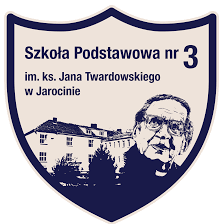 Szkoła Podstawowa nr 3
im. ks. Jana Twardowskiego
w Jarocinie